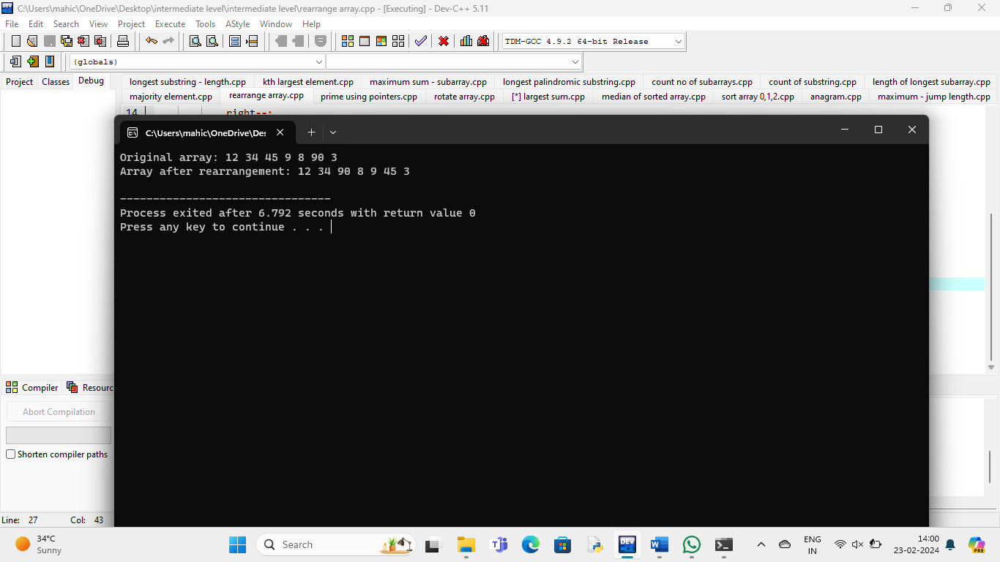 C:\Users\mahic\OneDrive\Desktop\intermediate level\intermediate level\rearrange array.cpp - [Executing] - Dev-C++ 5.11
File Edit Search View Project Execute Tools AStyle Window Help
TDM-GCC 4.9.2 64-bit Release
(globals)
Project Classes Debug
longest substring - length.cpp kth largest element.cpp maximum sum - subarray.cpp longest palindromic substring.cpp count no of subarrays.cpp count of substring.cpp length of longest subarray.cpp
majority element.cpp rearrange array.cpp prime using pointers.cpp rotate array.cpp [*] largest sum.cpp median of sorted array.cpp sort array 0,1,2.cpp anagram.cpp maximum - jump length.cpp
14 right--;
C:\Users\mahic\OneDrive\Des
Original array: 12 34 45 9 8 90 3
Array after rearrangement: 12 34 90 8 9 45 3
--------------------------------
Process exited after 6.792 seconds with return value 0
Press any key to continue . . .
Compiler Resourc
Abort Compilation
Shorten compiler paths
Line: 27 Col: 43
34°C
Sunny
Search
ENG
IN
14:00
23-02-2024